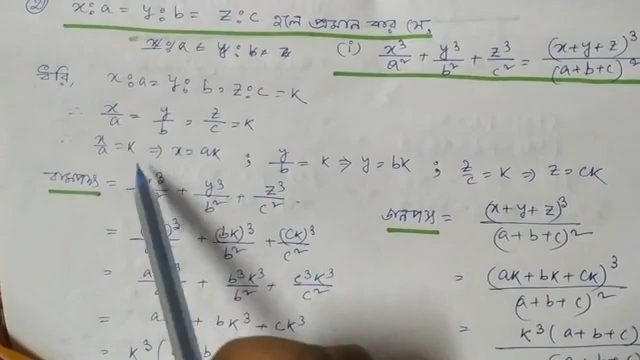 ② x:a = y:b = z:c হলে প্রমাণ কর যে,
x:a = y:b = z
(i) x³/a² + y³/b² + z³/c² = (x+y+z)³/(a+b+c)²
ধরি, x:a = y:b = z:c = k
∴ x/a = y/b = z/c = k
∴ x/a = k ⇒ x = ak ; y/b = k ⇒ y = bk ; z/c = k ⇒ z = ck
বামপক্ষ = ³ + y³/b² + z³/c²
= )³ + (bk)³/b² + (ck)³/c²
= a + b³k³/b² + c³k³/c²
= a + bk³ + ck³
= k³( b
ডানপক্ষ = (x+y+z)³/(a+b+c)²
= (ak+bk+ck)³/(a+b+c)²
= k³(a+b+